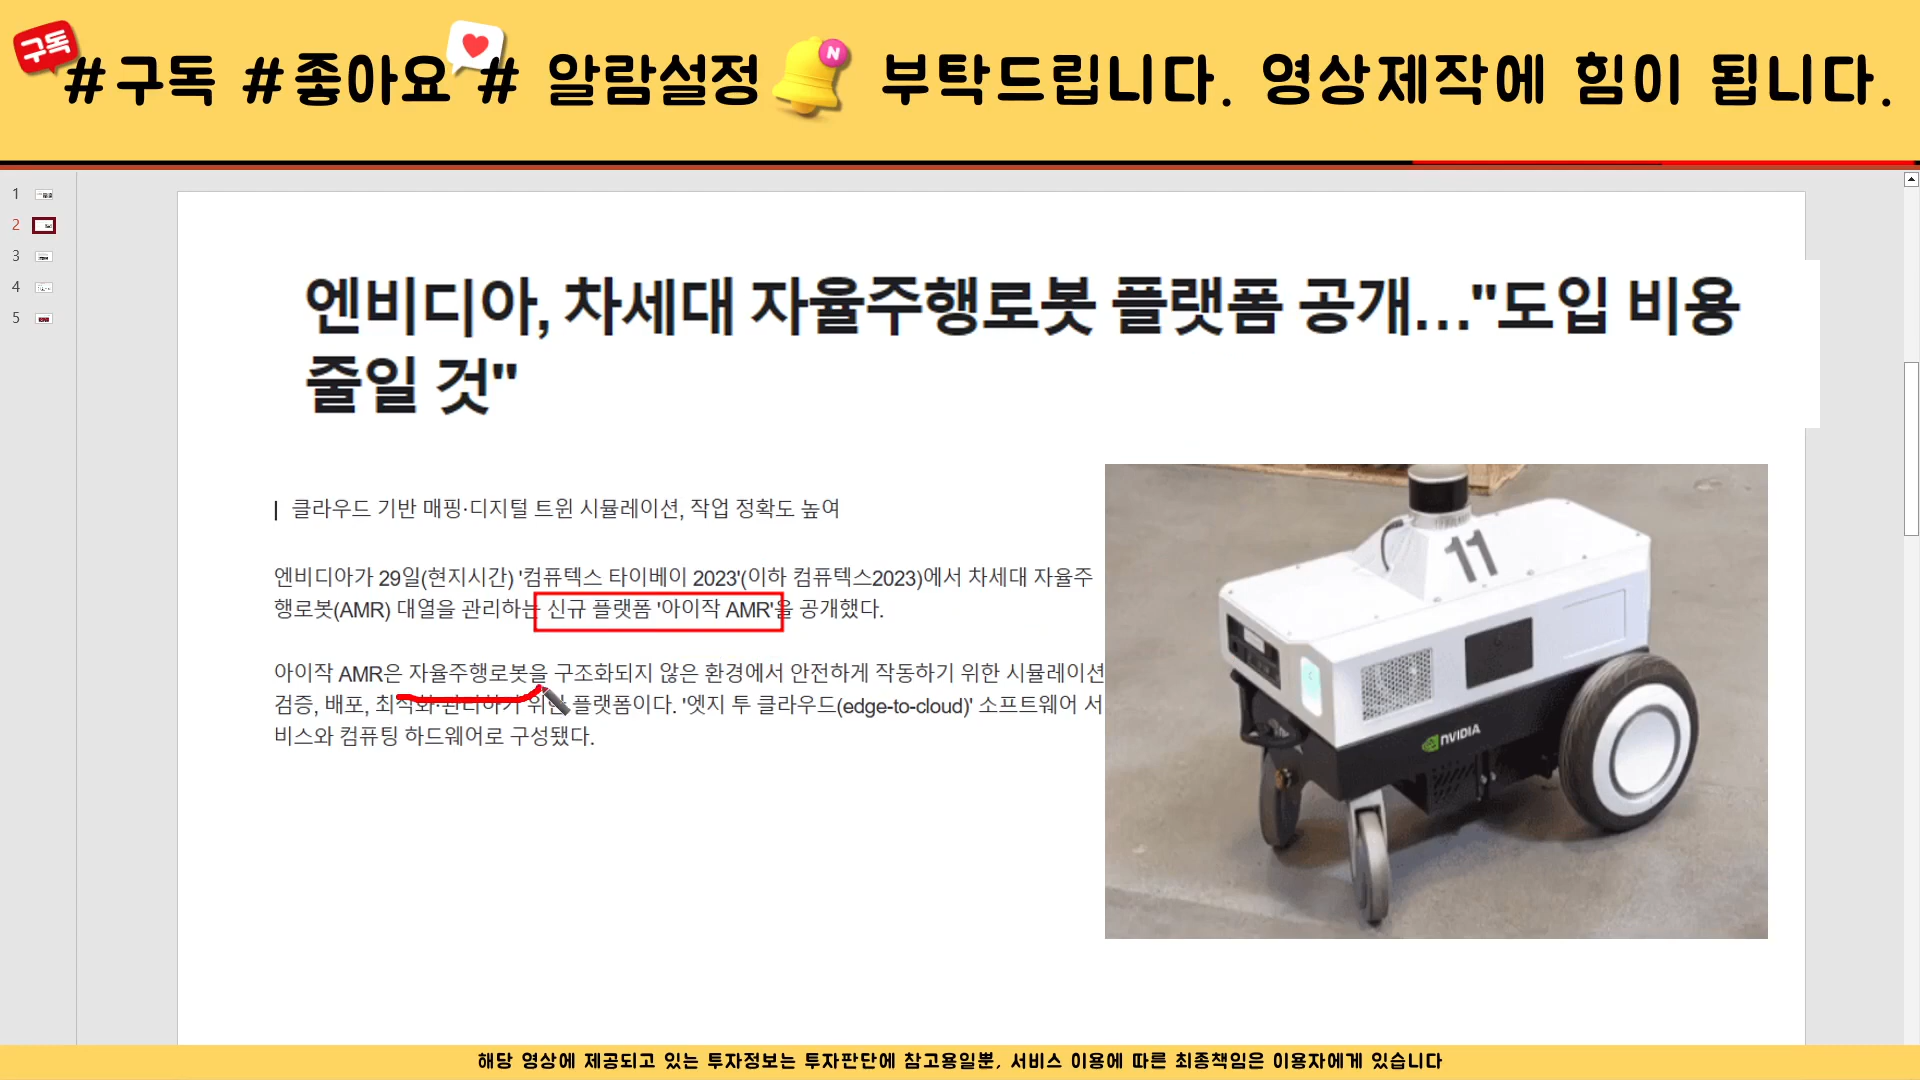 구독
#구독 #좋아요 # 알람설정 N 부탁드립니다. 영상제작에 힘이 됩니다.
1
2
3
4
5
엔비디아, 차세대 자율주행로봇 플랫폼 공개…"도입 비용
줄일 것"
| 클라우드 기반 매핑·디지털 트윈 시뮬레이션, 작업 정확도 높여
엔비디아가 29일(현지시간) '컴퓨텍스 타이베이 2023'(이하 컴퓨텍스2023)에서 차세대 자율주
행로봇(AMR) 대열을 관리하는 신규 플랫폼 '아이작 AMR'을 공개했다.
아이작 AMR은 자율주행로봇을 구조화되지 않은 환경에서 안전하게 작동하기 위한 시뮬레이션
검증, 배포, 최적화·관리하기 위한 플랫폼이다. '엣지 투 클라우드(edge-to-cloud)' 소프트웨어 서
비스와 컴퓨팅 하드웨어로 구성됐다.
11
NVIDIA
해당 영상에 제공되고 있는 투자정보는 투자판단에 참고용일뿐, 서비스 이용에 따른 최종책임은 이용자에게 있습니다